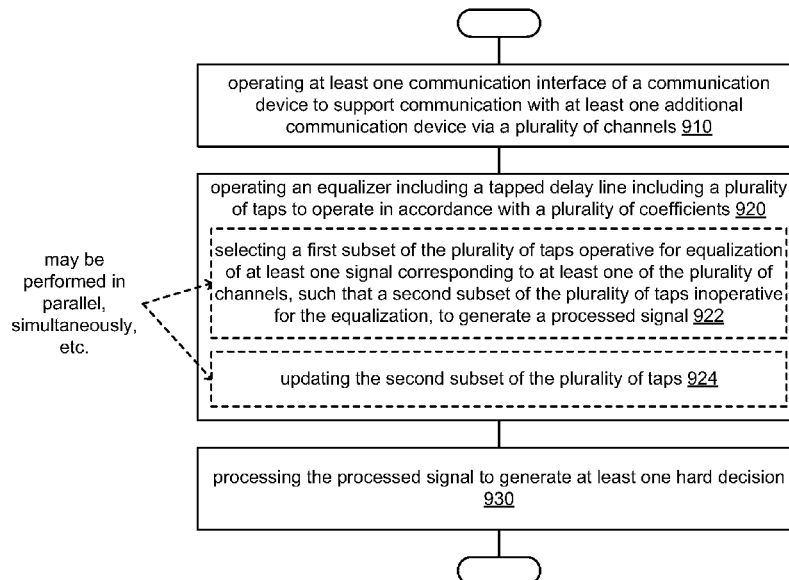 operating at least one communication interface of a communication
device to support communication with at least one additional
communication device via a plurality of channels 910
operating an equalizer including a tapped delay line including a plurality
of taps to operate in accordance with a plurality of coefficients 920
may be
performed in
parallel,
simultaneously,
etc.
selecting a first subset of the plurality of taps operative for equalization
of at least one signal corresponding to at least one of the plurality of
channels, such that a second subset of the plurality of taps inoperative
for the equalization, to generate a processed signal 922
updating the second subset of the plurality of taps 924
processing the processed signal to generate at least one hard decision
930